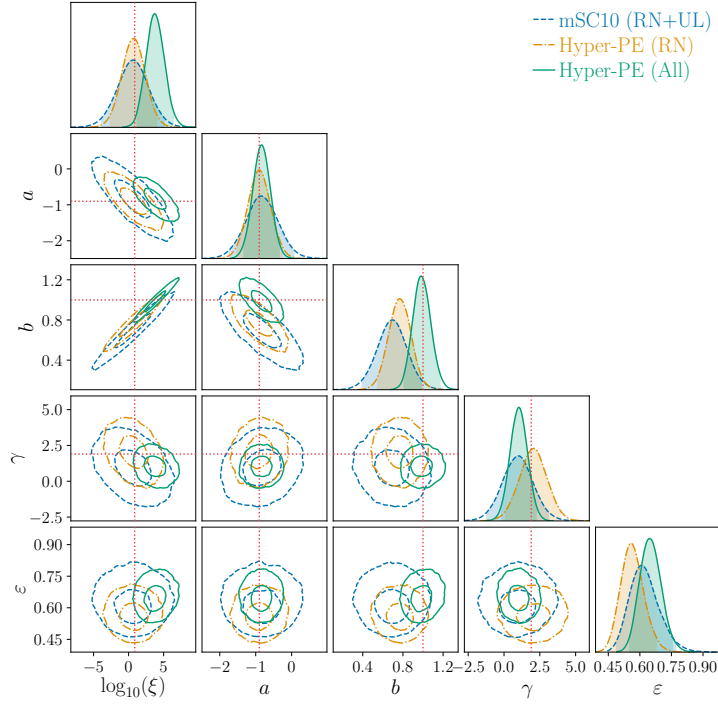 mSC10 (RN+UL)
Hyper-PE (RN)
Hyper-PE (All)
0
−1
−2
a
1.2
0.8
0.4
b
5.0
2.5
0.0
−2.5
γ
0.90
0.75
0.60
0.45
ε
−5 0 5
log₁₀(ξ)
−2 −1 0
a
0.4 0.8 1.2
b
−2.5 0.0 2.5 5.0
γ
0.45 0.60 0.75 0.90
ε